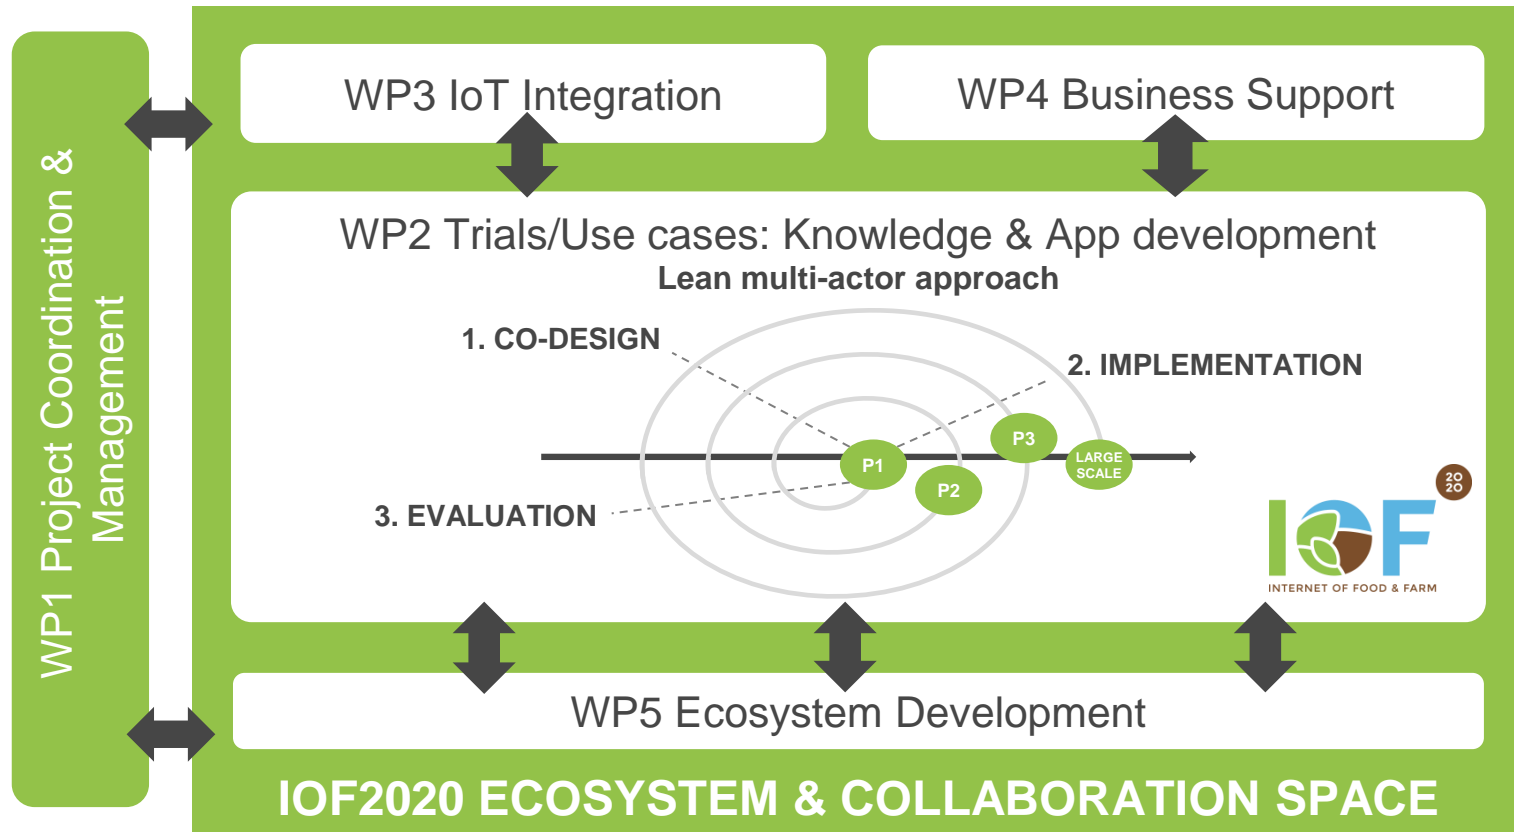 WP1 Project Coordination &
Management
WP3 IoT Integration
WP4 Business Support
WP2 Trials/Use cases: Knowledge & App development
Lean multi-actor approach
1. CO-DESIGN
2. IMPLEMENTATION
P3
P1
LARGE
SCALE
P2
3. EVALUATION
20
20
IOF
INTERNET OF FOOD & FARM
WP5 Ecosystem Development
IOF2020 ECOSYSTEM & COLLABORATION SPACE